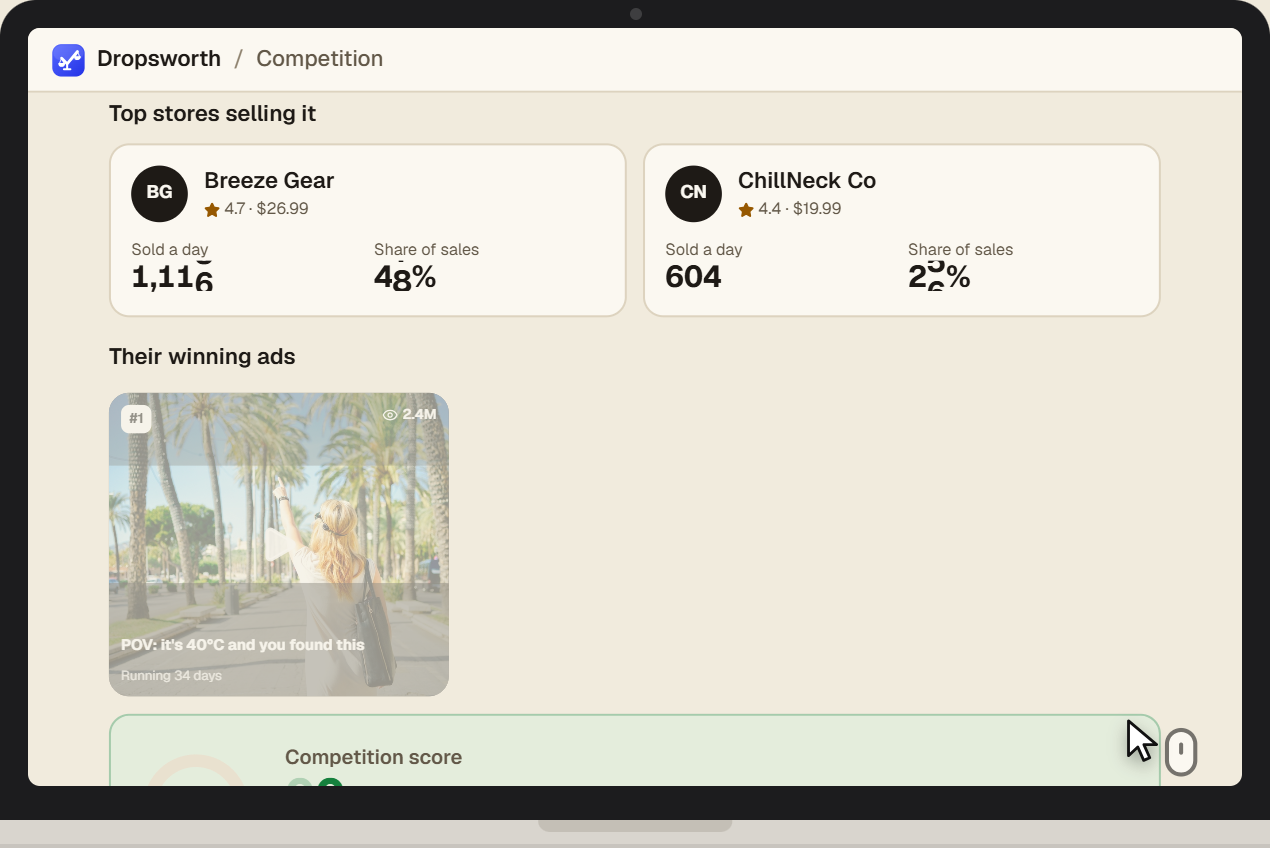 Dropsworth / Competition
Top stores selling it
BG
Breeze Gear
4.7 · $26.99
Sold a day
Share of sales
CN
ChillNeck Co
4.4 · $19.99
Sold a day
604
Share of sales
Their winning ads
#1
2.4M
POV: it's 40°C and you found this
Running 34 days
Competition score